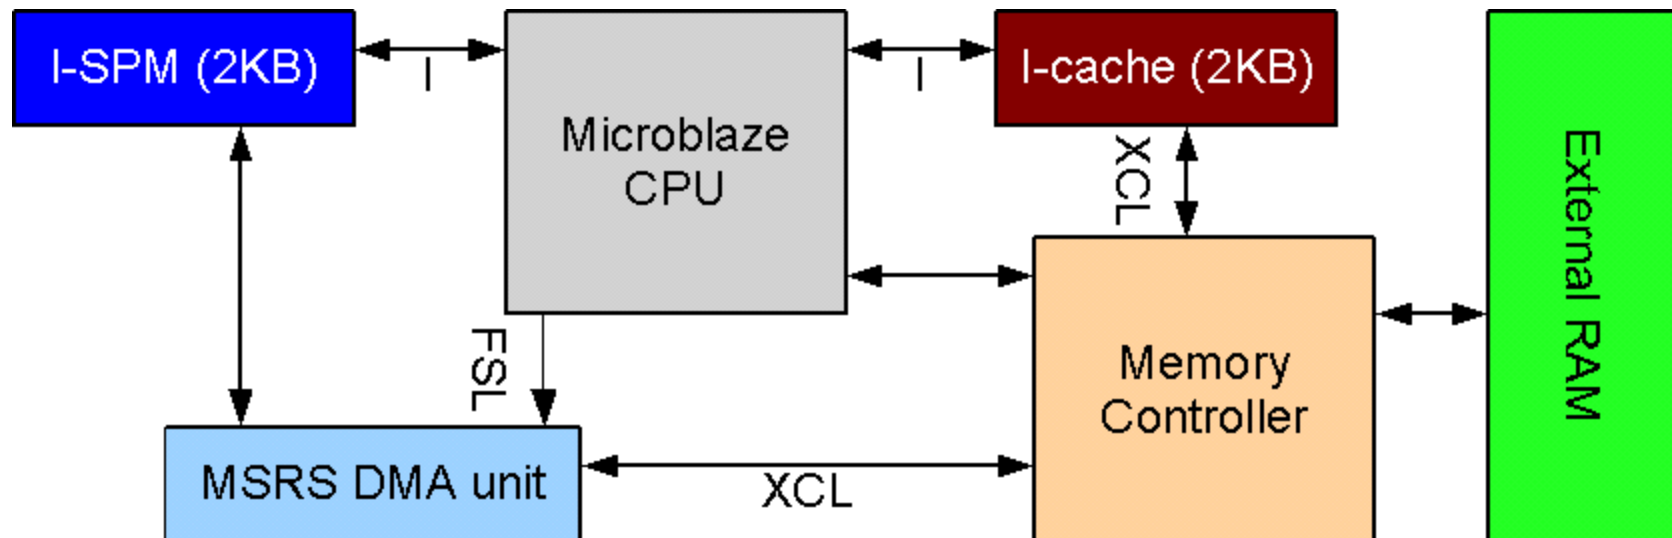 I-SPM (2KB)
I
Microblaze
CPU
I
I-cache (2KB)
XCL
External RAM
FSL
Memory
Controller
MSRS DMA unit
XCL